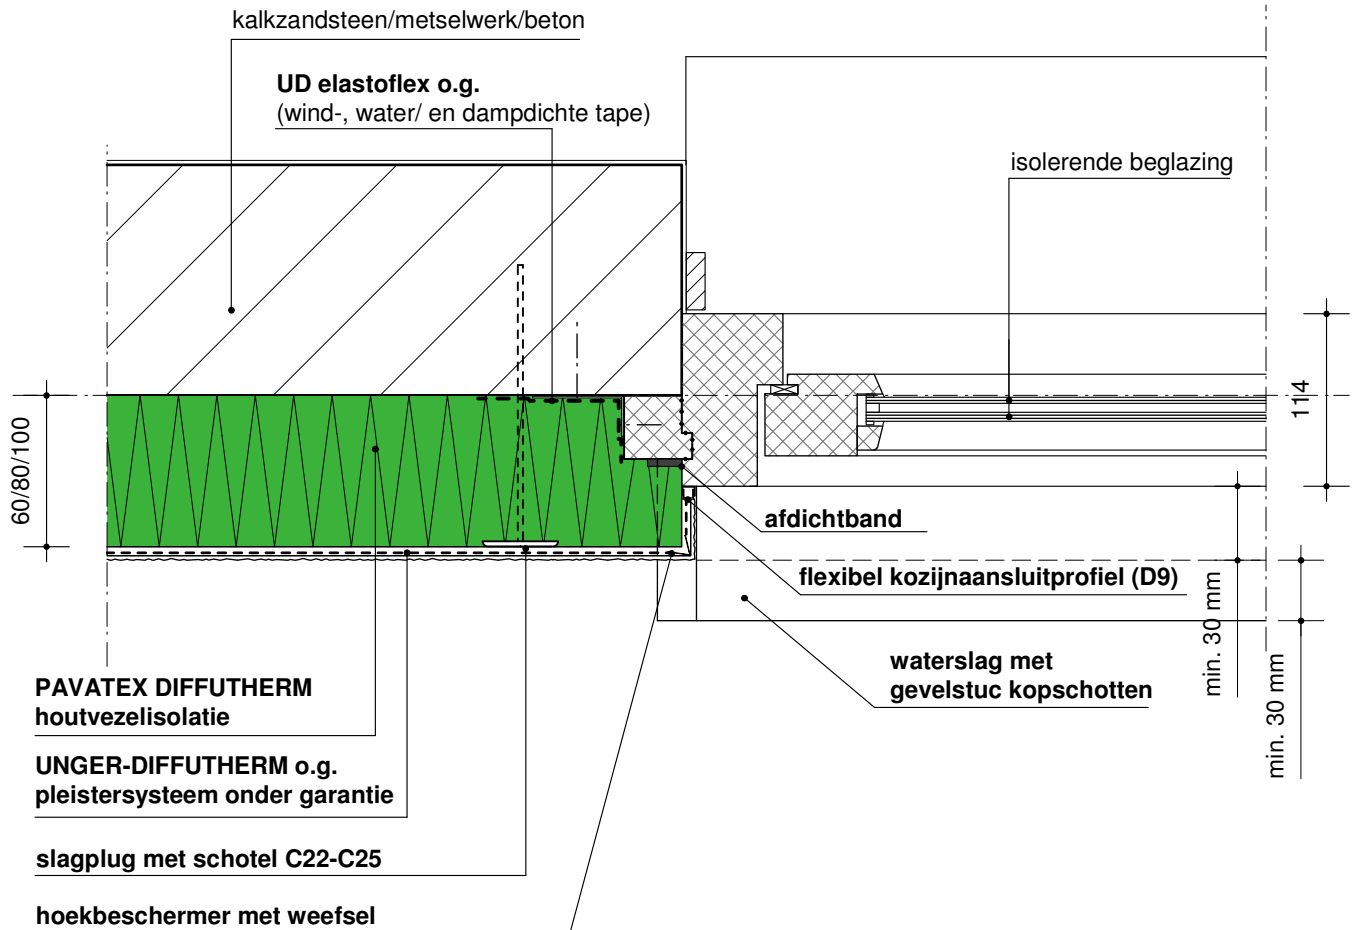 kalkzandsteen/metselwerk/beton
UD elastoflex o.g.
(wind-, water/ en dampdichte tape)
isolerende beglazing
114
60/80/100
afdichtband
flexibel kozijnaansluitprofiel (D9)
min. 30 mm
min. 30 mm
waterslag met
gevelstuc kopschotten
PAVATEX DIFFUTHERM
houtvezelisolatie
UNGER-DIFFUTHERM o.g.
pleistersysteem onder garantie
slagplug met schotel C22-C25
hoekbeschermer met weefsel